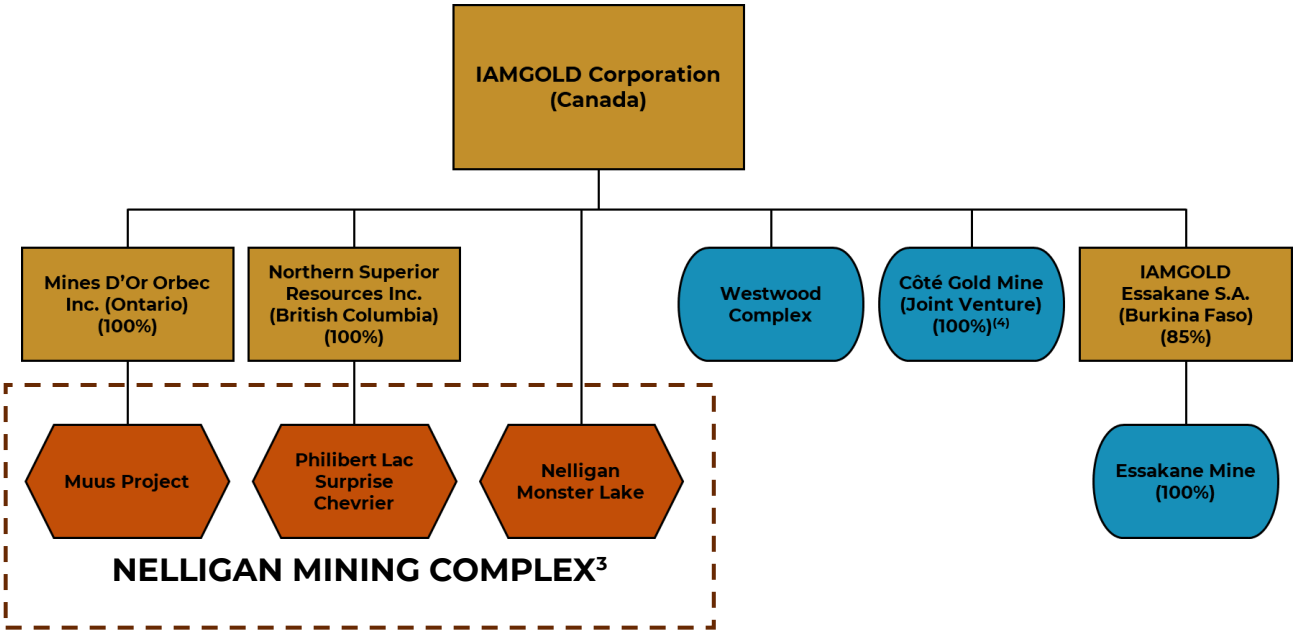 IAMGOLD Corporation
(Canada)
Mines D’Or Orbec
Inc. (Ontario)
(100%)
Northern Superior
Resources Inc.
(British Columbia)
(100%)
Westwood
Complex
Côté Gold Mine
(Joint Venture)
(100%)⁽⁴⁾
IAMGOLD
Essakane S.A.
(Burkina Faso)
(85%)
Muus Project
Philibert Lac
Surprise
Chevrier
Nelligan
Monster Lake
Essakane Mine
(100%)
NELLIGAN MINING COMPLEX³